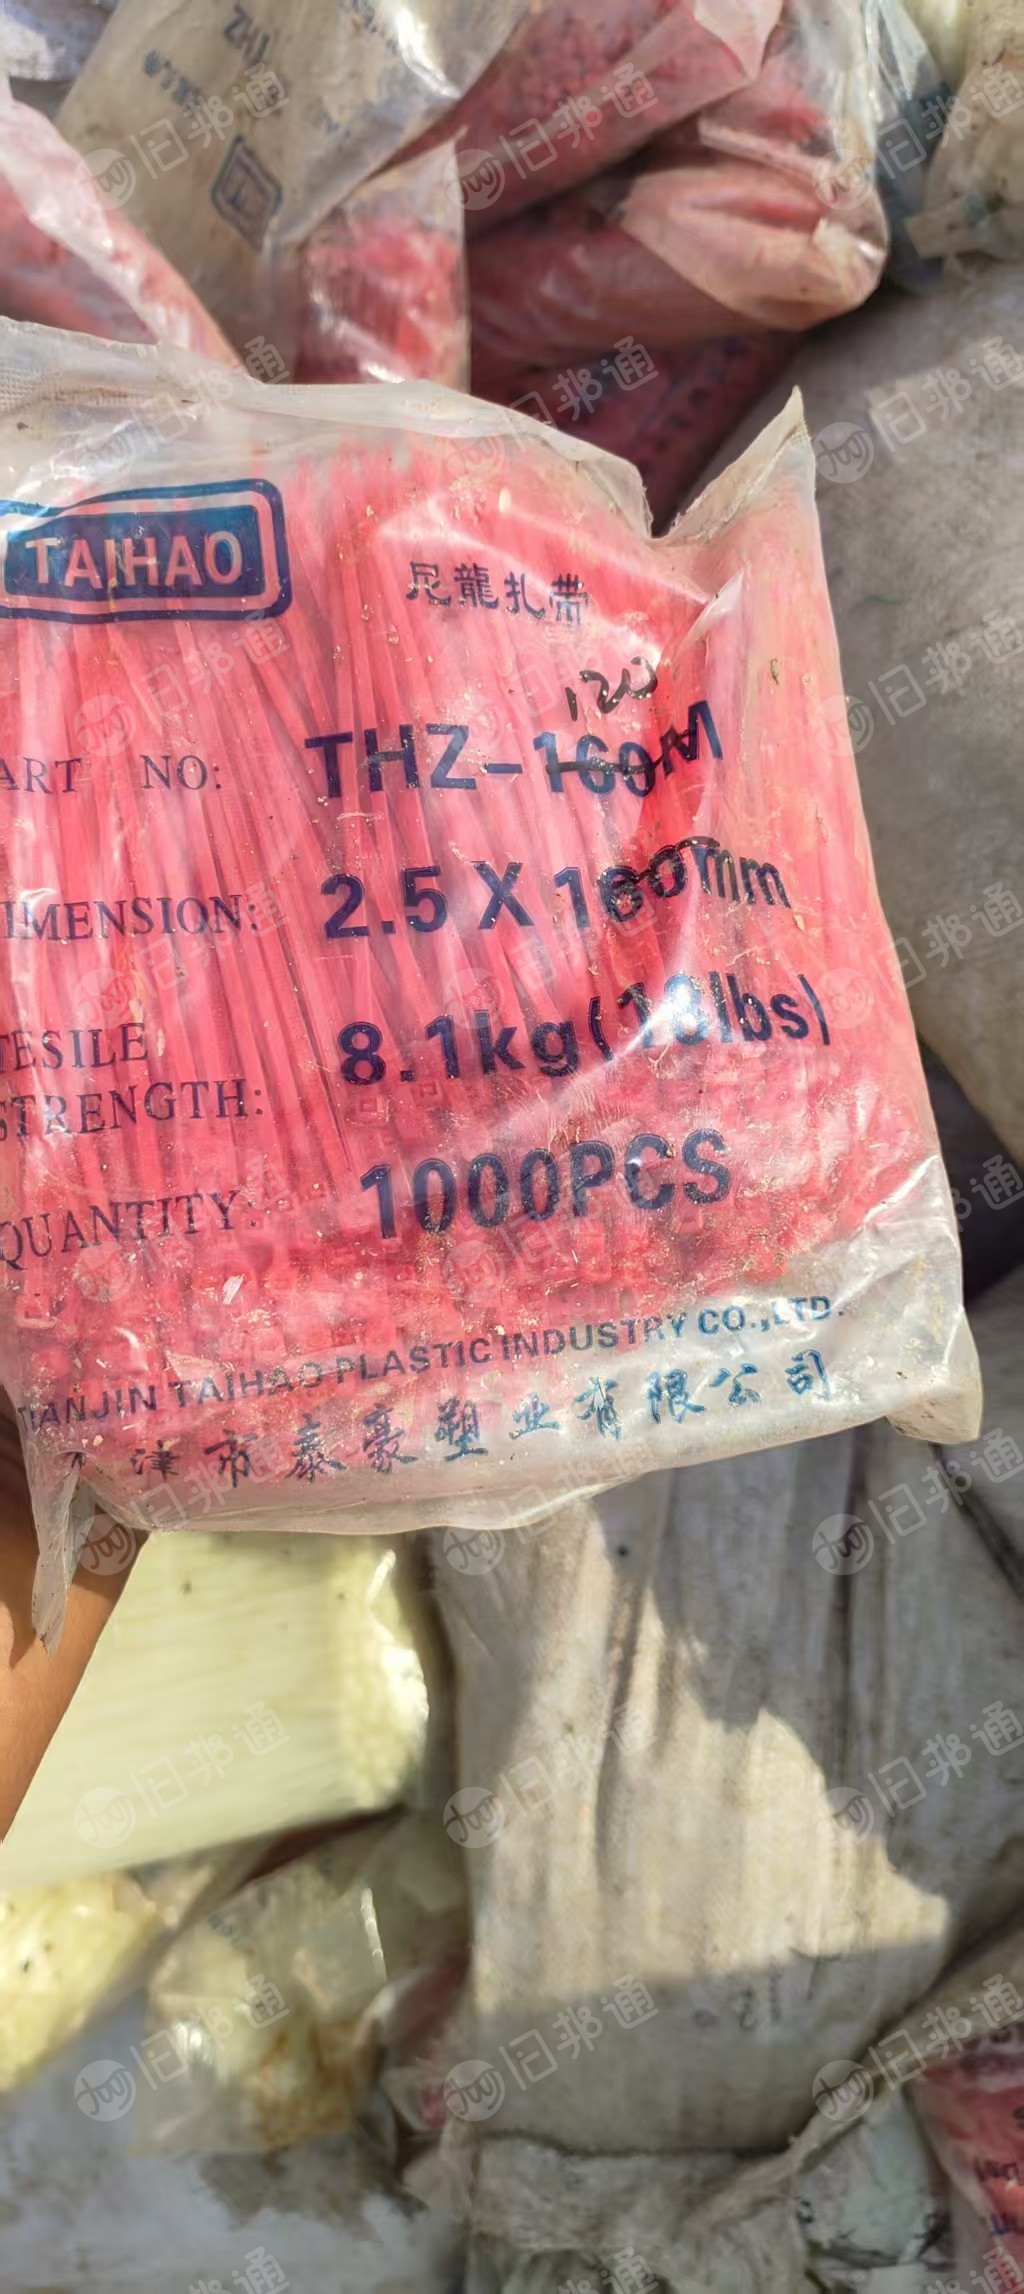 TAIHAO
尼龍扎带
120
ART NO: THZ-160M
IMENSION: 2.5 X 160mm
TESILE
STRENGTH: 8.1kg(18lbs)
QUANTITY: 1000PCS
TIANJIN TAIHAO PLASTIC INDUSTRY CO.,LTD.
津市泰豪塑业有限公司
旧邦通